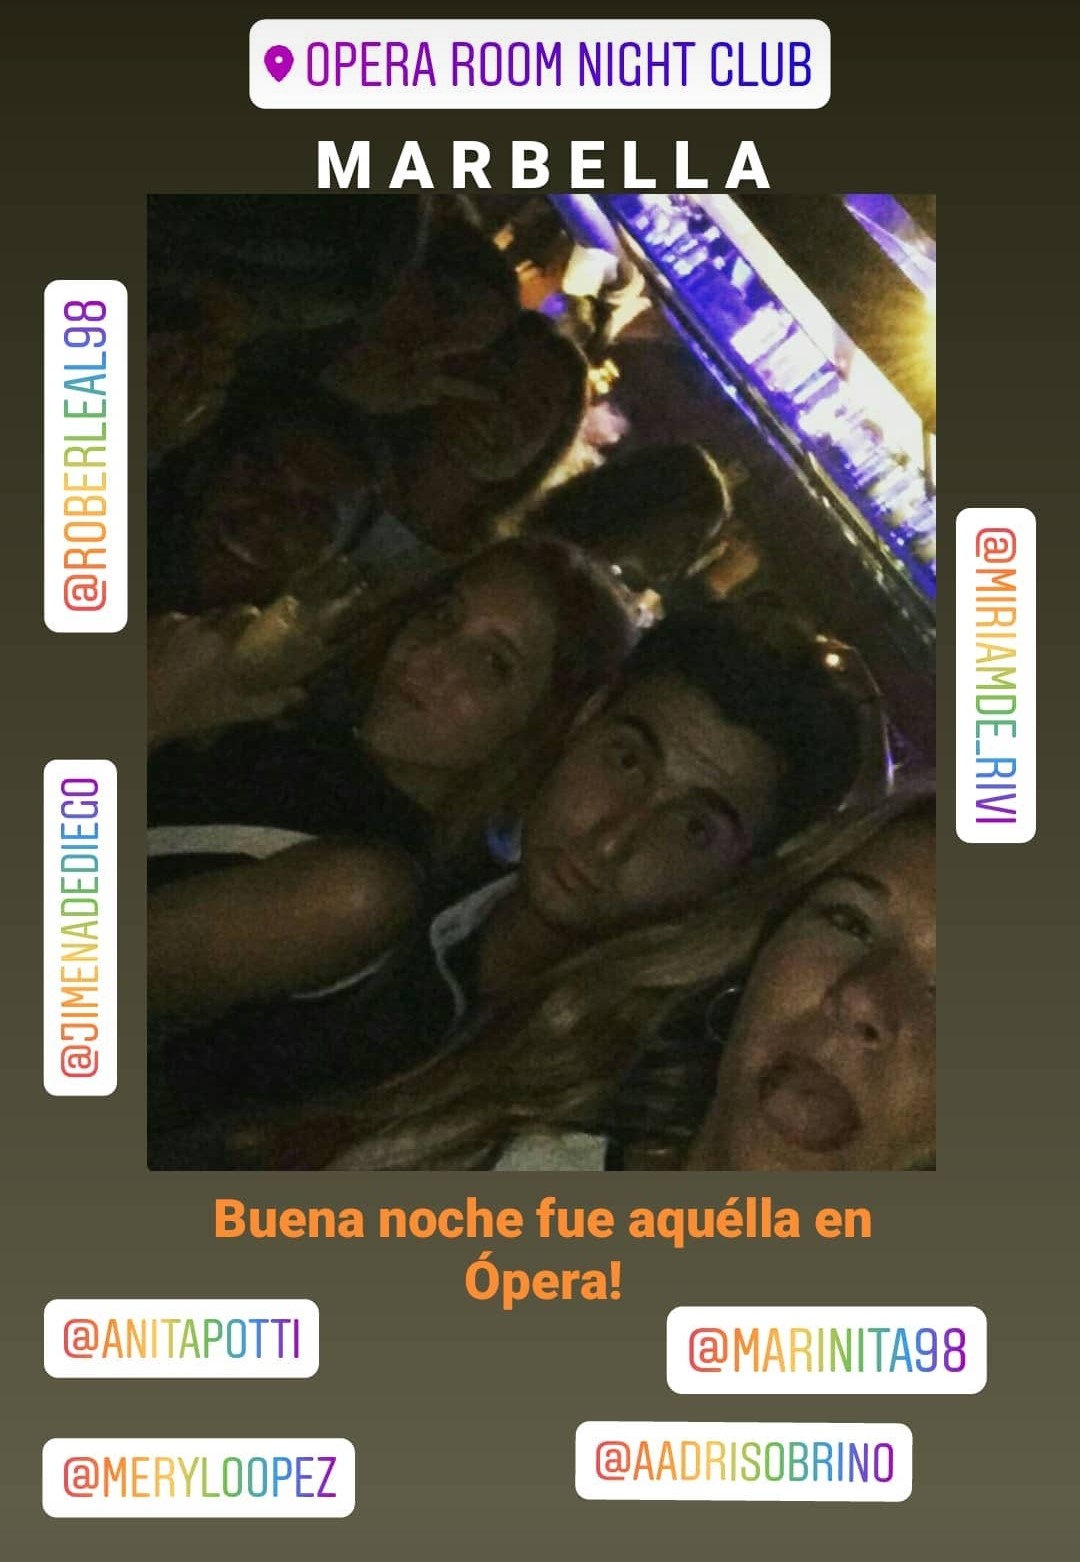 OPERA ROOM NIGHT CLUB
MARBELLA
@ROBERLEAL98
@MIRIAMDE_RIVI
@JIMENADEDIEGO
Buena noche fue aquélla en
Ópera!
@ANITAPOTTI
@MARINITA98
@MERYLOOPEZ
@AADRISOBRINO